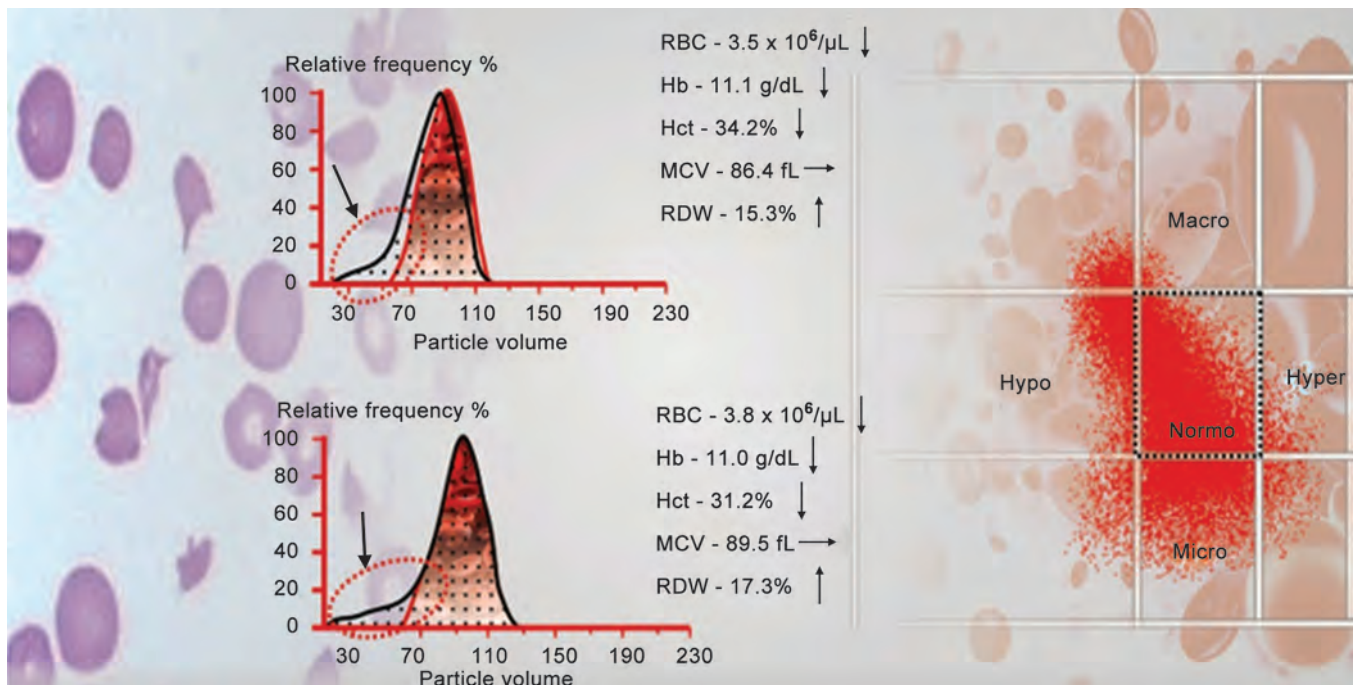 Relative frequency %
100
80
60
40
20
0
30 70 110 150 190 230
Particle volume
RBC - 3.5 x 10⁶/µL ↓
Hb - 11.1 g/dL ↓
Hct - 34.2% ↓
MCV - 86.4 fL →
RDW - 15.3% ↑
Relative frequency %
100
80
60
40
20
0
30 70 110 150 190 230
Particle volume
RBC - 3.8 x 10⁶/µL ↓
Hb - 11.0 g/dL ↓
Hct - 31.2% ↓
MCV - 89.5 fL →
RDW - 17.3% ↑
Macro
Hypo
Hyper
Normo
Micro